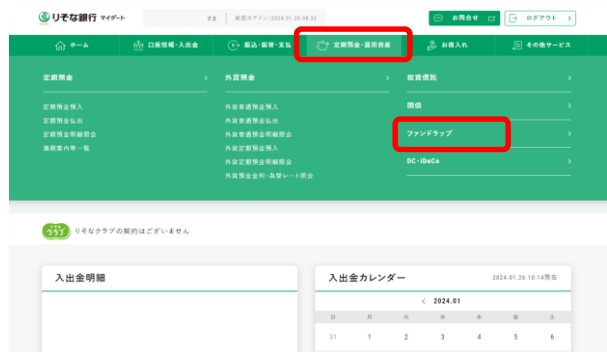 りそな銀行 マイゲート
前回ログイン:2024.01.26 08:33
お問合せ
ログアウト
ホーム
口座情報・入出金
振込・振替・支払
定期預金・運用資産
お借入れ
その他サービス
定期預金
定期預金預入
定期預金払出
定期預金明細照会
満期案内等一覧
外貨預金
外貨普通預金預入
外貨普通預金払出
外貨普通預金明細照会
外貨定期預金預入
外貨定期預金明細照会
外貨預金金利・為替レート照会
投資信託
国債
ファンドラップ
DC・iDeCo
りそな
クラブ
りそなクラブの契約はございません
入出金明細
入出金カレンダー
2024.01.26 10:14現在
< 2024.01
日 月 火 水 木 金 土
31 1 2 3 4 5 6